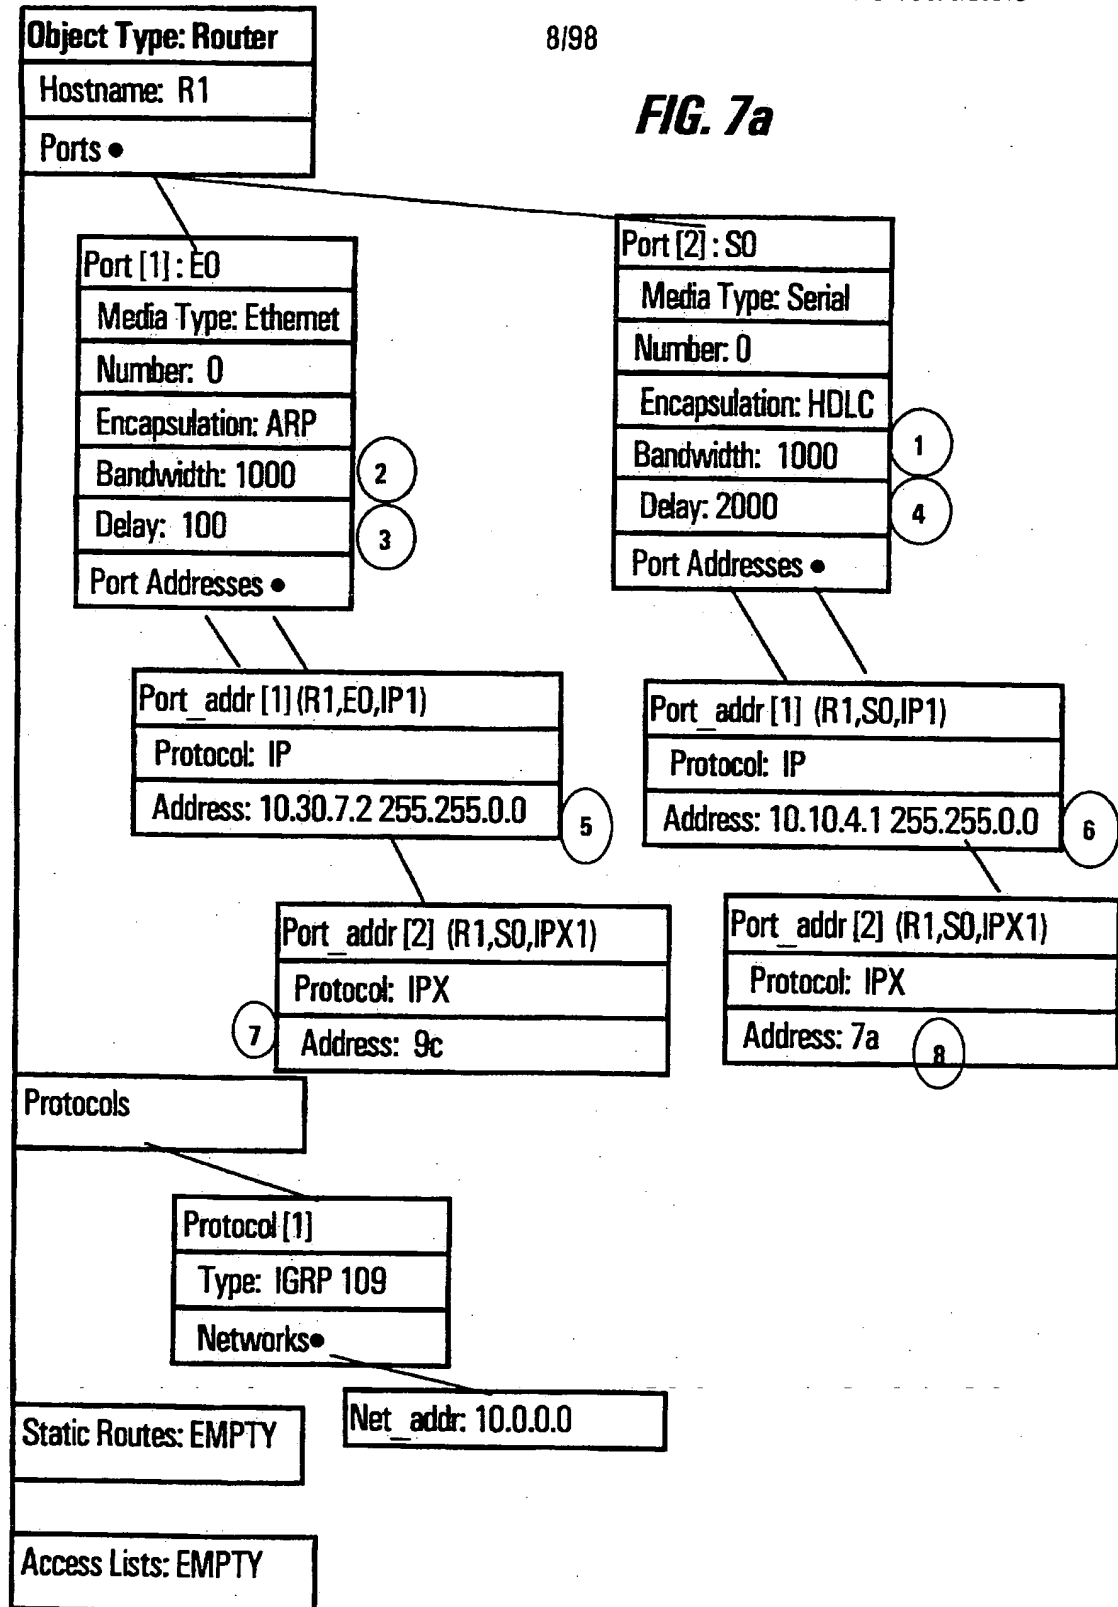 8/98
FIG. 7a
Object Type: Router
Hostname: R1
Ports •
Port [1] : E0
Media Type: Ethernet
Number: 0
Encapsulation: ARP
Bandwidth: 1000
2
Delay: 100
3
Port Addresses •
Port [2] : S0
Media Type: Serial
Number: 0
Encapsulation: HDLC
Bandwidth: 1000
1
Delay: 2000
4
Port Addresses •
Port_addr [1] (R1,E0,IP1)
Protocol: IP
Address: 10.30.7.2 255.255.0.0
5
Port_addr [1] (R1,S0,IP1)
Protocol: IP
Address: 10.10.4.1 255.255.0.0
6
Port_addr [2] (R1,S0,IPX1)
Protocol: IPX
7
Address: 9c
Port_addr [2] (R1,S0,IPX1)
Protocol: IPX
Address: 7a
8
Protocols
Protocol [1]
Type: IGRP 109
Networks•
Net_addr: 10.0.0.0
Static Routes: EMPTY
Access Lists: EMPTY